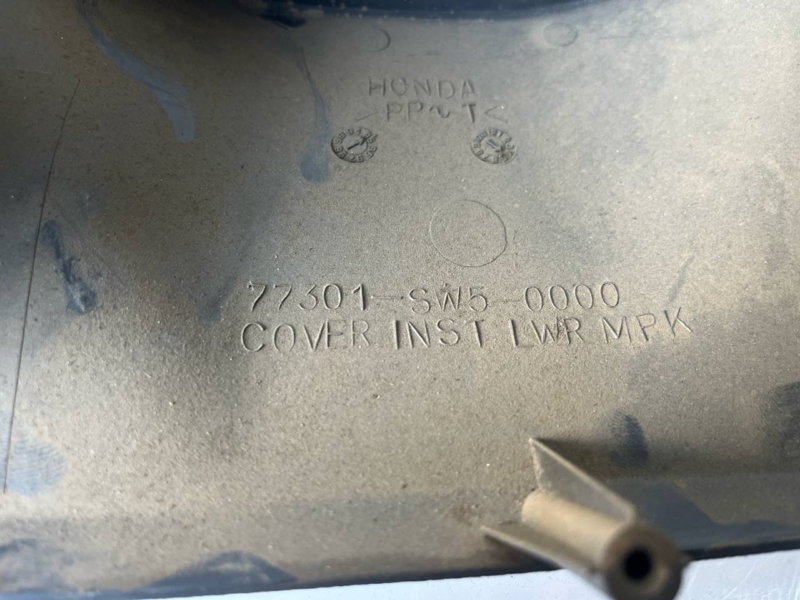 HONDA
>PP~T<
77301-SW5-0000
COVER INST LWR MPK